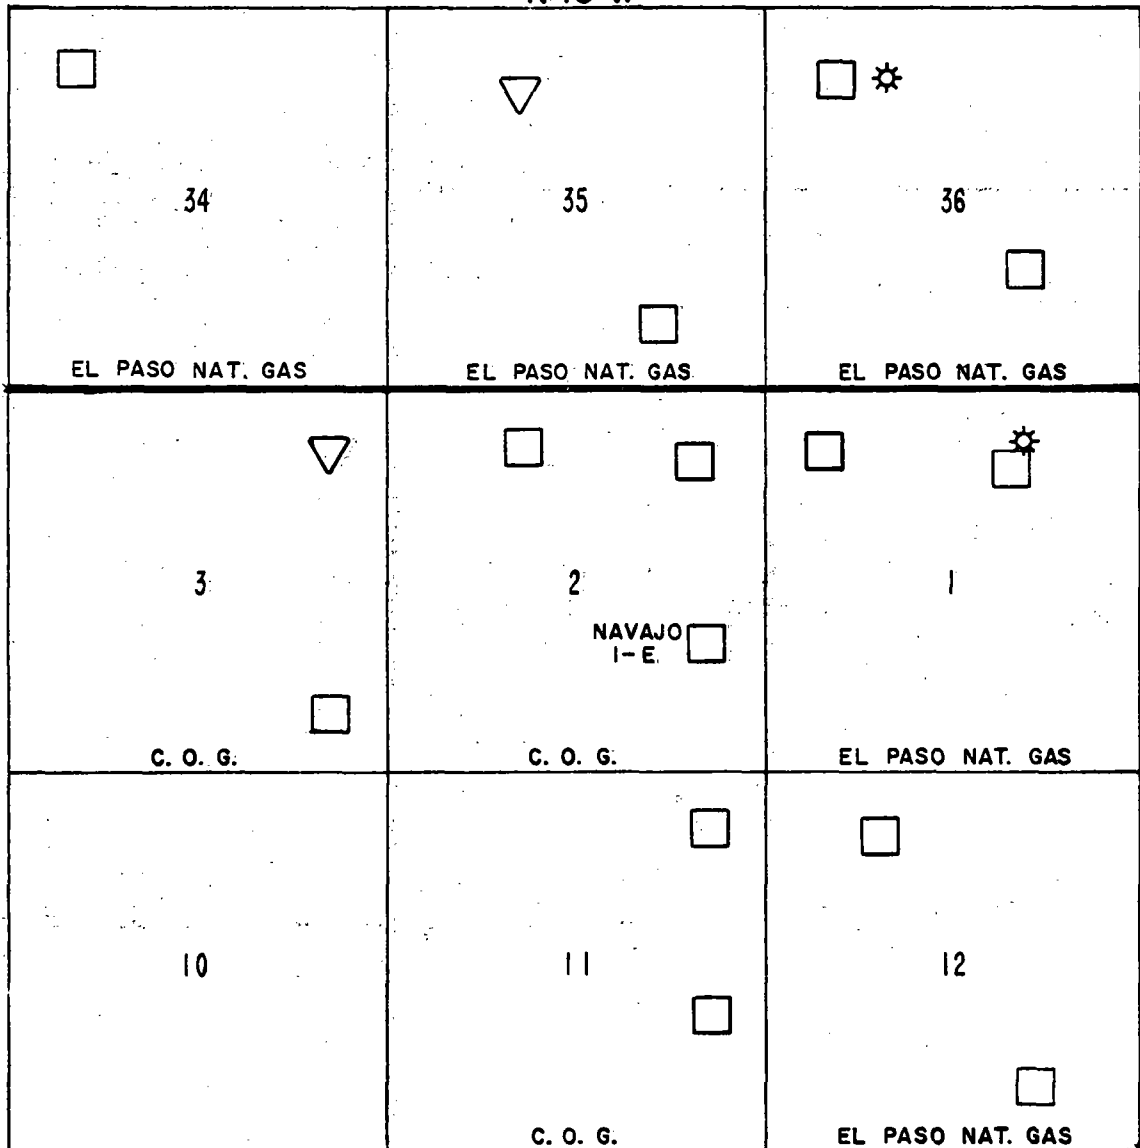 34
35
36
EL PASO NAT. GAS
EL PASO NAT. GAS
EL PASO NAT. GAS
3
2
1
NAVAJO
1-E.
C. O. G.
C. O. G.
EL PASO NAT. GAS
10
11
12
C. O. G.
EL PASO NAT. GAS